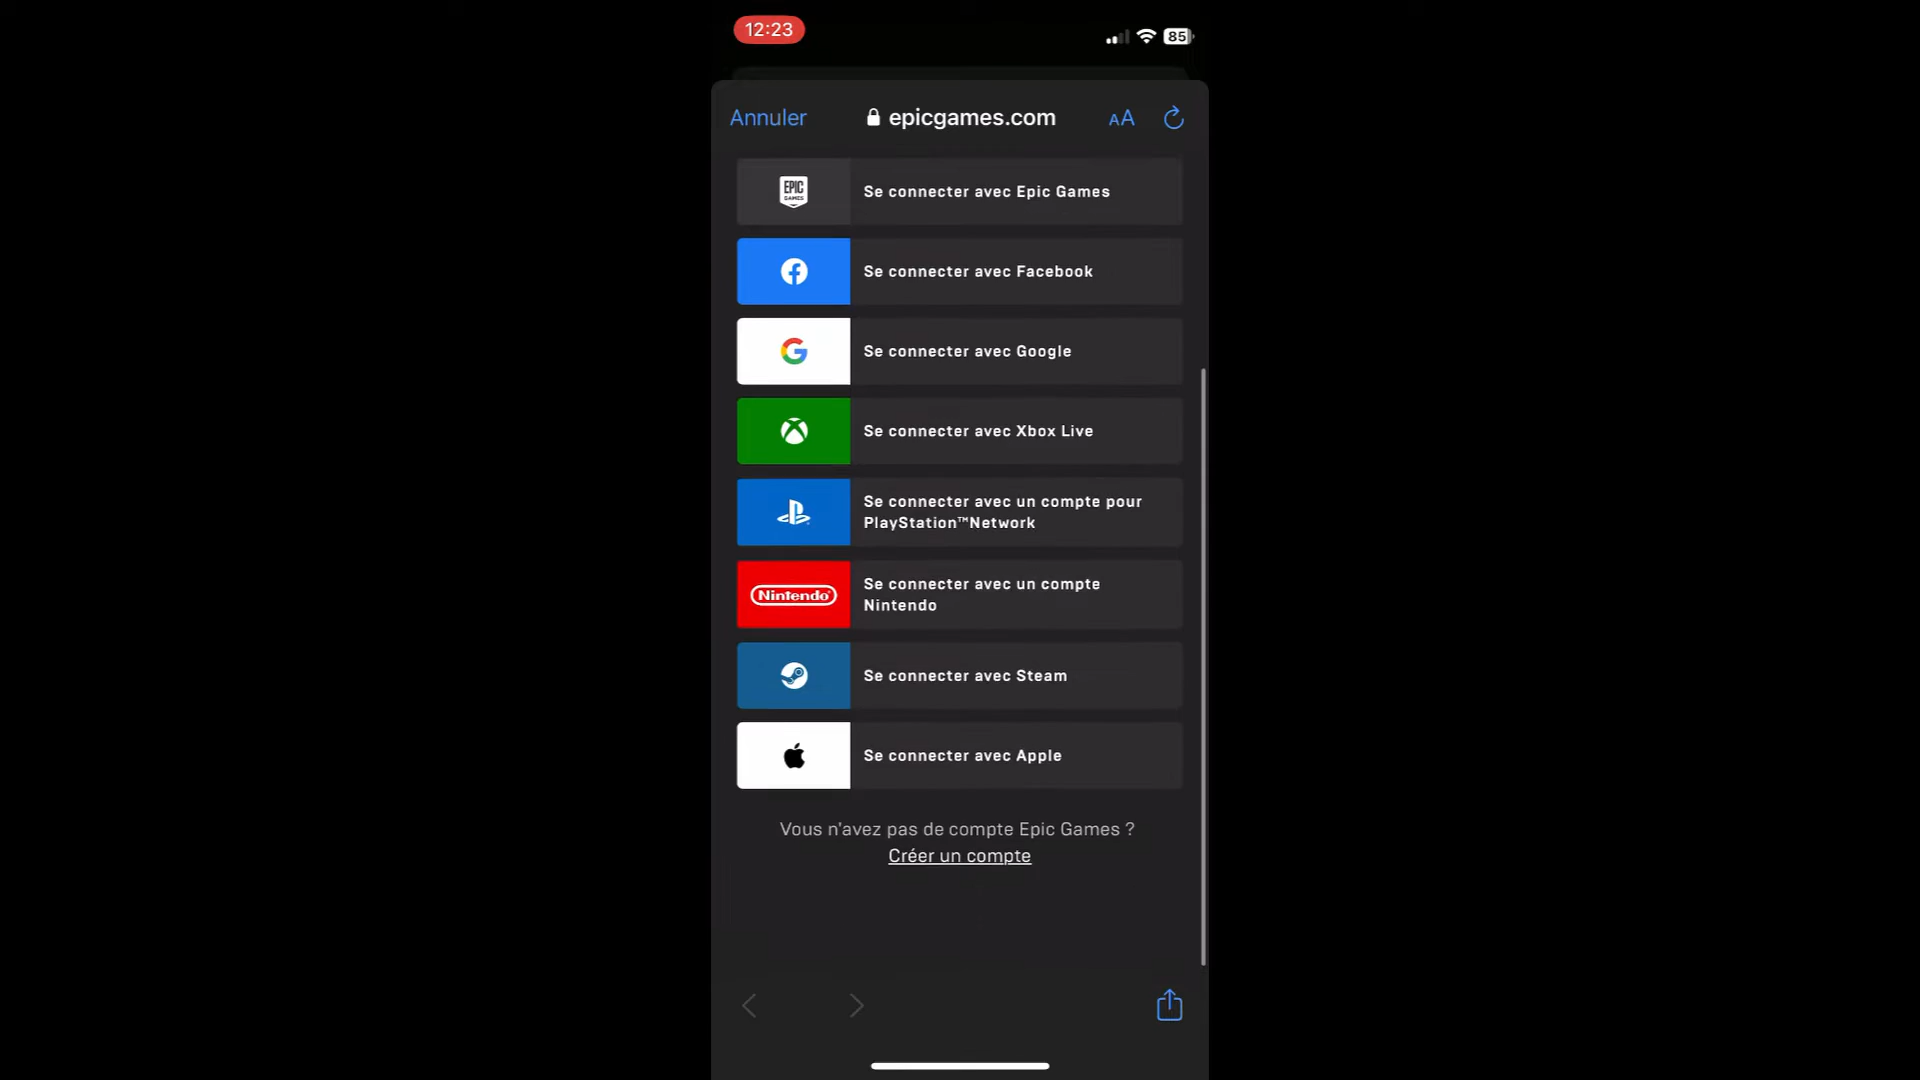 12:23
85
Annuler
epicgames.com
AA
EPIC
GAMES
Se connecter avec Epic Games
Se connecter avec Facebook
Se connecter avec Google
Se connecter avec Xbox Live
Se connecter avec un compte pour
PlayStation™Network
Nintendo
Se connecter avec un compte
Nintendo
Se connecter avec Steam
Se connecter avec Apple
Vous n'avez pas de compte Epic Games ?
Créer un compte